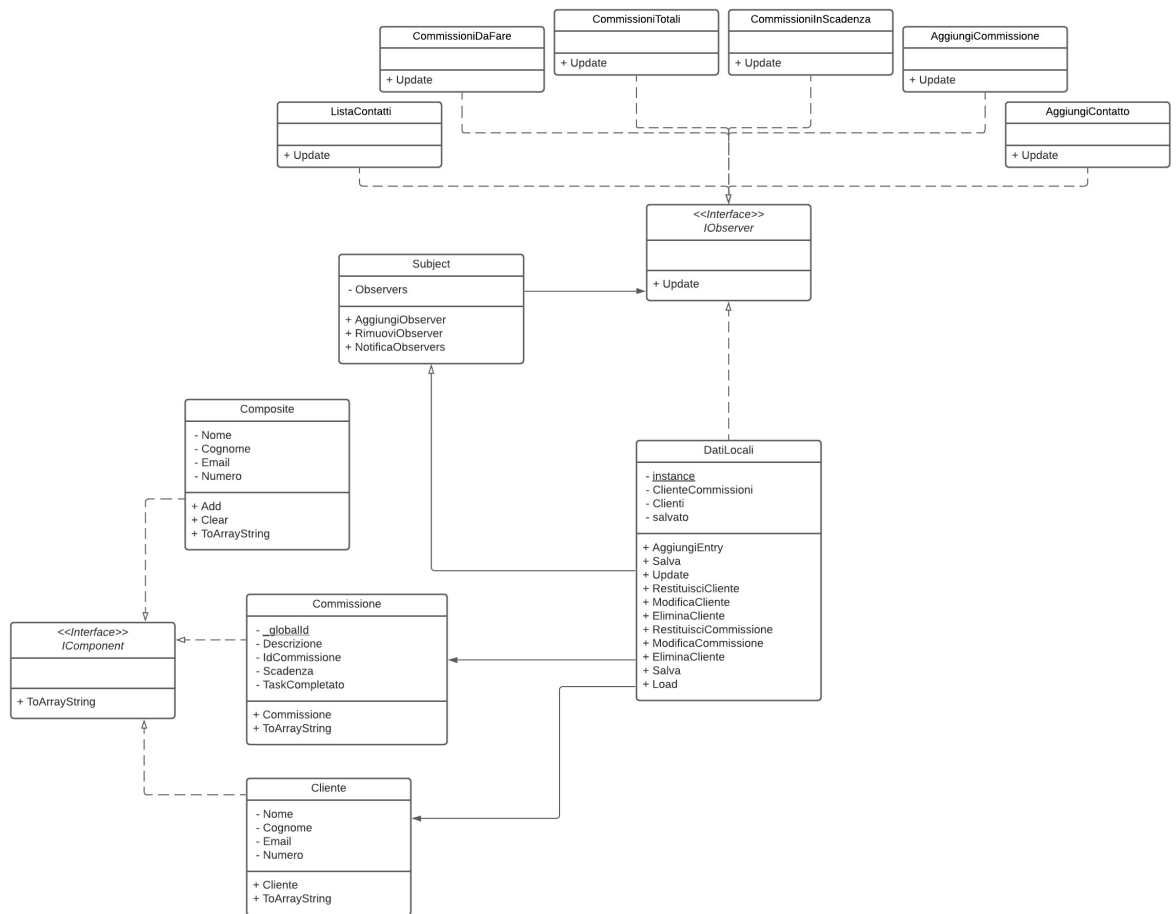 CommissioniDaFare
+ Update
CommissioniTotali
+ Update
CommissioniInScadenza
+ Update
AggiungiCommissione
+ Update
ListaContatti
+ Update
AggiungiContatto
+ Update
<<Interface>>
IObserver
+ Update
Subject
- Observers
+ AggiungiObserver
+ RimuoviObserver
+ NotificaObservers
Composite
- Nome
- Cognome
- Email
- Numero
+ Add
+ Clear
+ ToArrayString
DatiLocali
- instance
- ClienteCommissioni
- Clienti
- salvato
+ AggiungiEntry
+ Salva
+ Update
+ RestituisciCliente
+ ModificaCliente
+ EliminaCliente
+ RestituisciCommissione
+ ModificaCommissione
+ EliminaCliente
+ Salva
+ Load
Commissione
- _globalId
- Descrizione
- IdCommissione
- Scadenza
- TaskCompletato
+ Commissione
+ ToArrayString
<<Interface>>
IComponent
+ ToArrayString
Cliente
- Nome
- Cognome
- Email
- Numero
+ Cliente
+ ToArrayString